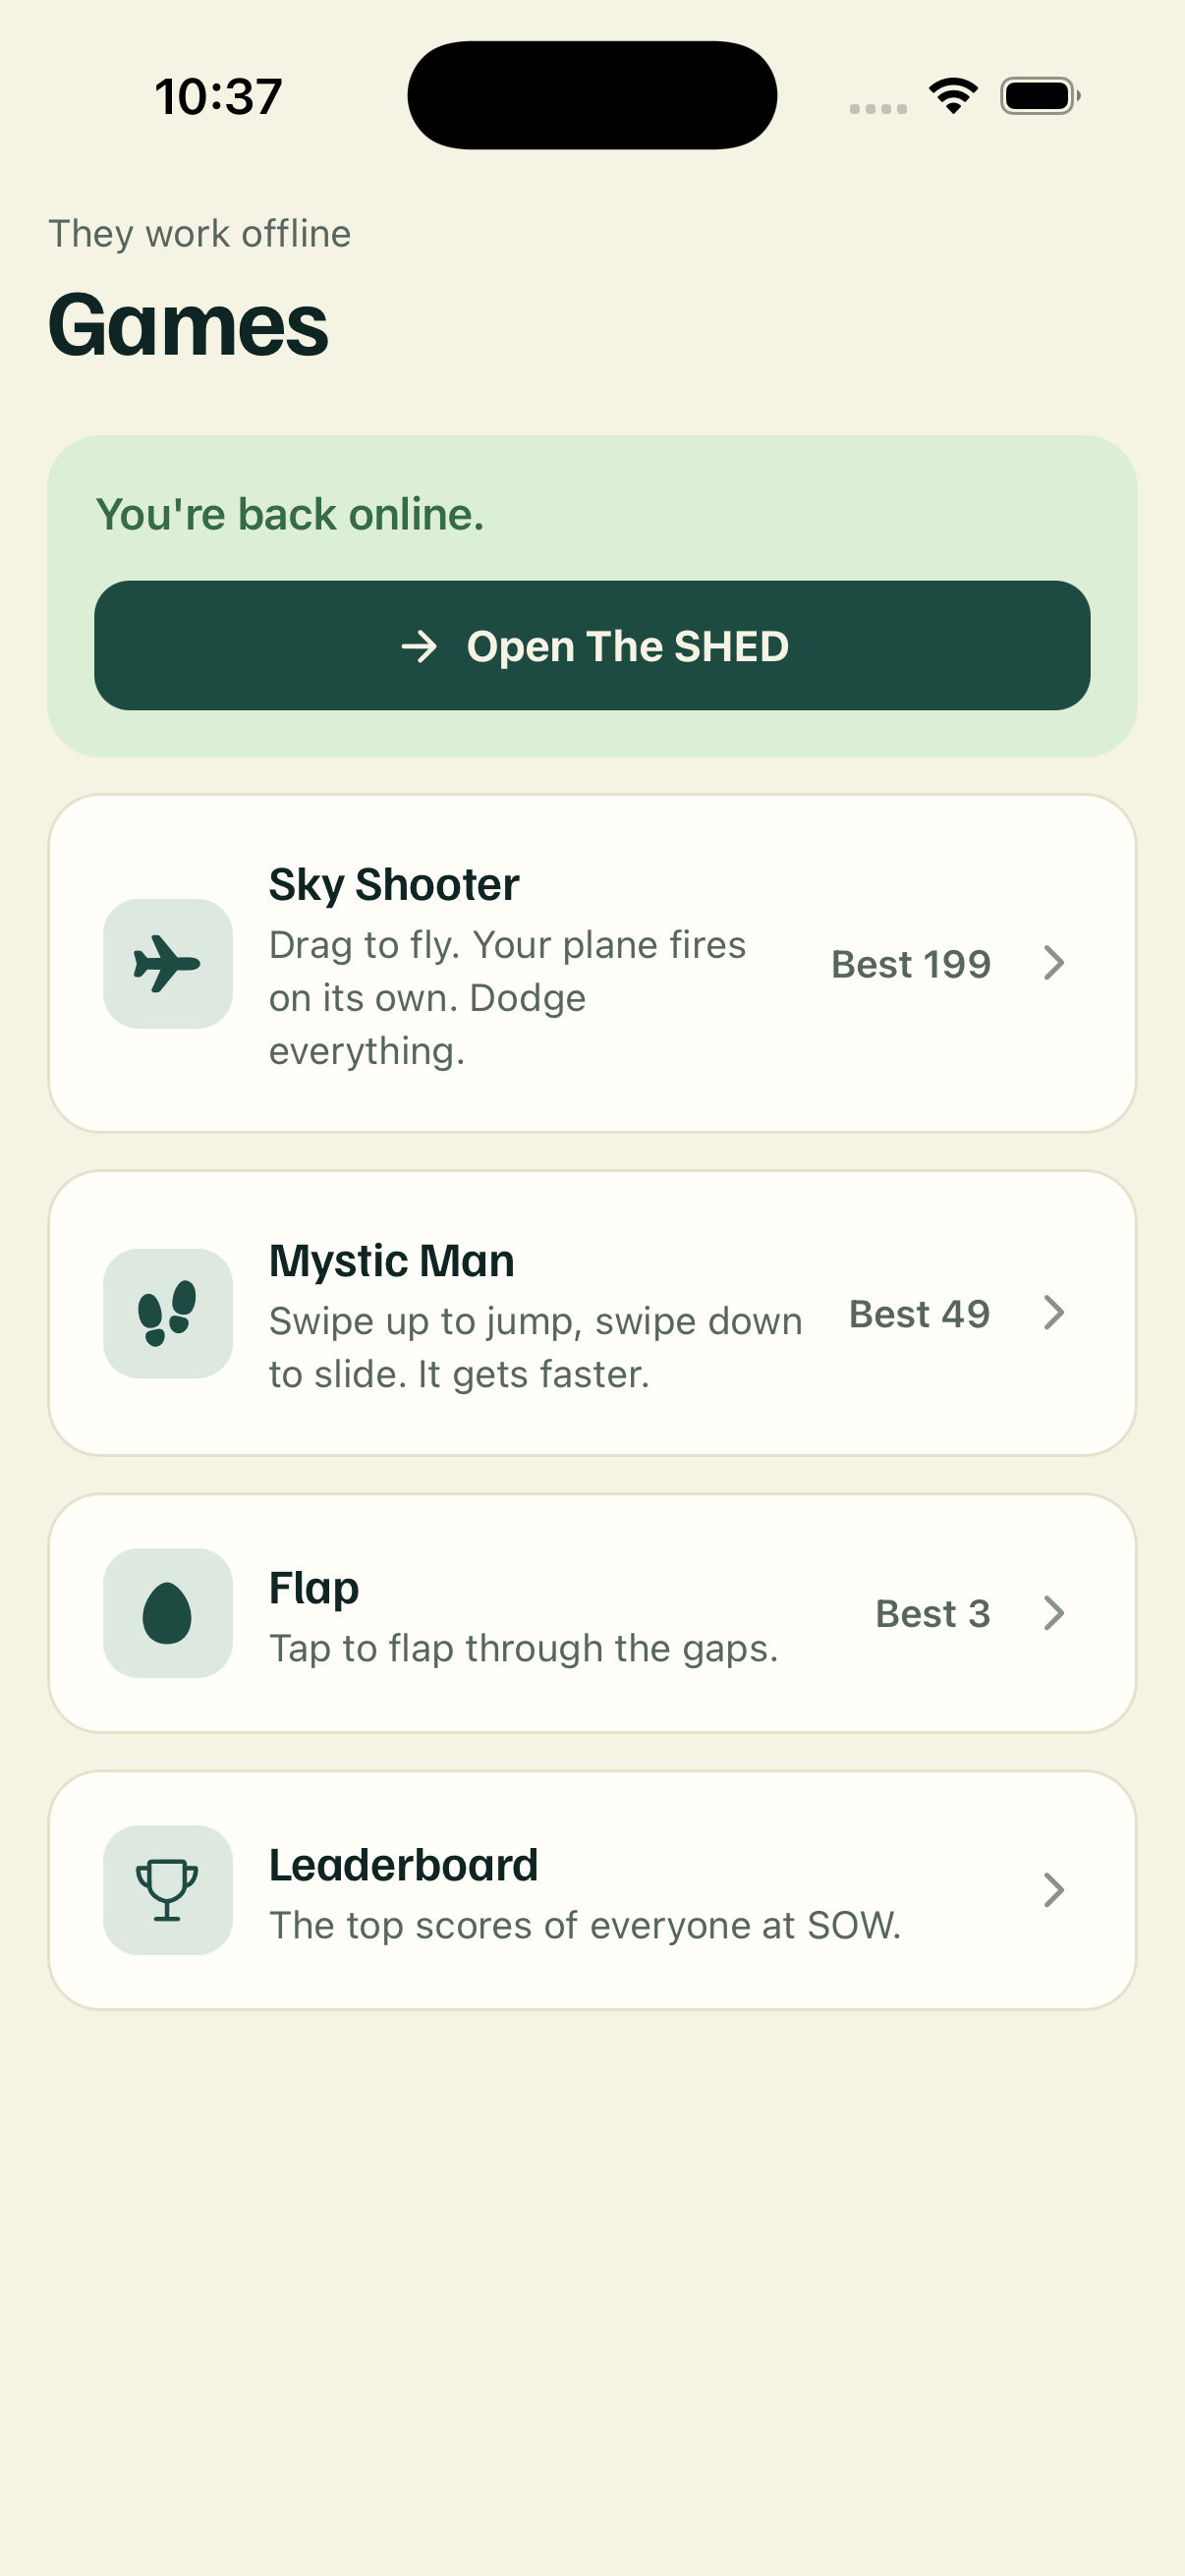 10:37
They work offline
Games
You're back online.
Open The SHED
Sky Shooter
Drag to fly. Your plane fires
on its own. Dodge
everything.
Best 199
Mystic Man
Swipe up to jump, swipe down
to slide. It gets faster.
Best 49
Flap
Tap to flap through the gaps.
Best 3
Leaderboard
The top scores of everyone at SOW.